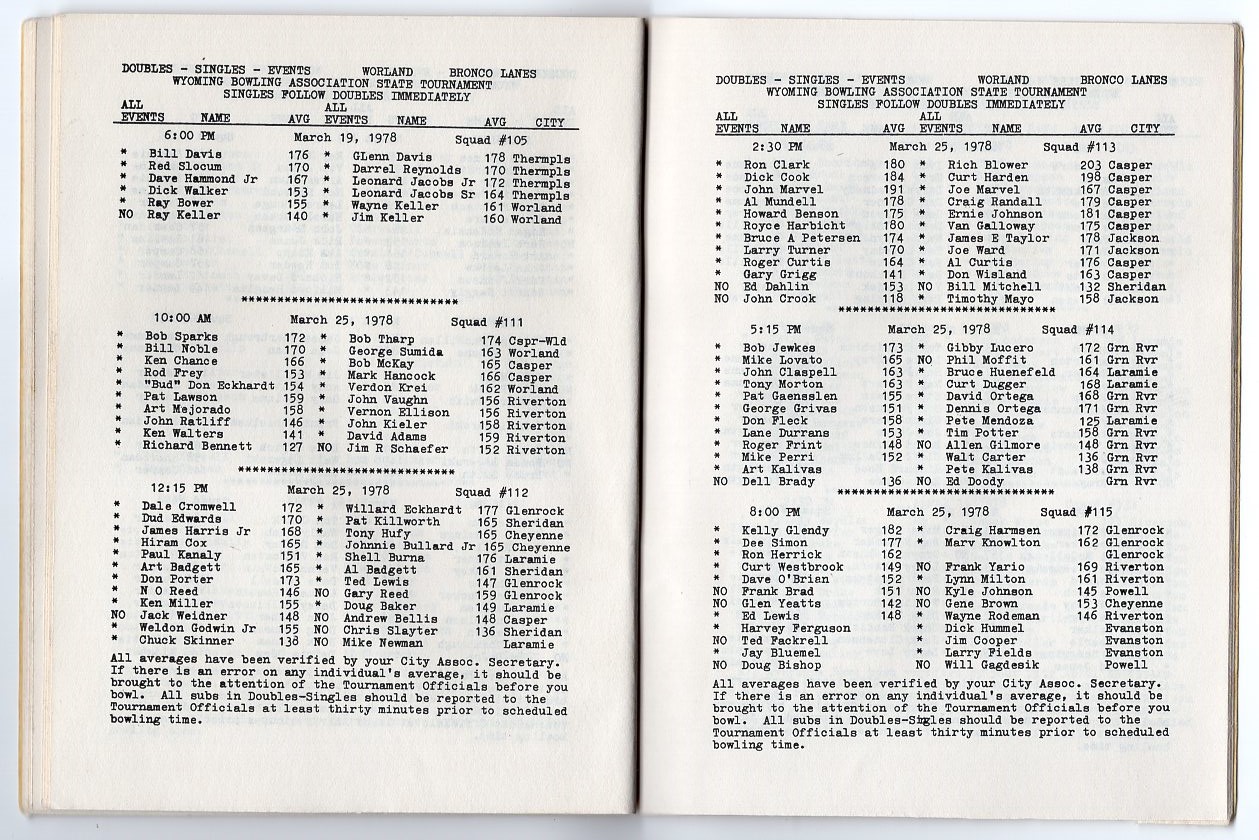 DOUBLES - SINGLES - EVENTS WORLAND BRONCO LANES
WYOMING BOWLING ASSOCIATION STATE TOURNAMENT
SINGLES FOLLOW DOUBLES IMMEDIATELY
ALL ALL
EVENTS NAME AVG EVENTS NAME AVG CITY
6:00 PM March 19, 1978 Squad #105
* Bill Davis 176 * GLenn Davis 178 Thermpls
* Red Slocum 170 * Darrel Reynolds 170 Thermpls
* Dave Hammond Jr 167 * Leonard Jacobs Jr 172 Thermpls
* Dick Walker 153 * Leonard Jacobs Sr 164 Thermpls
* Ray Bower 155 * Wayne Keller 161 Worland
NO Ray Keller 140 * Jim Keller 160 Worland
************************************
10:00 AM March 25, 1978 Squad #111
* Bob Sparks 172 * Bob Tharp 174 Cspr-Wld
* Bill Noble 170 * George Sumida 163 Worland
* Ken Chance 166 * Bob McKay 165 Casper
* Rod Frey 153 * Mark Hancock 166 Casper
* "Bud" Don Eckhardt 154 * Verdon Krei 162 Worland
* Pat Lawson 159 * John Vaughn 156 Riverton
* Art Mejorado 158 * Vernon Ellison 156 Riverton
* John Ratliff 146 * John Kieler 158 Riverton
* Ken Walters 141 * David Adams 159 Riverton
* Richard Bennett 127 NO Jim R Schaefer 152 Riverton
************************************
12:15 PM March 25, 1978 Squad #112
* Dale Cromwell 172 * Willard Eckhardt 177 Glenrock
* Dud Edwards 170 * Pat Killworth 165 Sheridan
* James Harris Jr 168 * Tony Hufy 165 Cheyenne
* Hiram Cox 165 * Johnnie Bullard Jr 165 Cheyenne
* Paul Kanaly 151 * Shell Burna 176 Laramie
* Art Badgett 165 * Al Badgett 161 Sheridan
* Don Porter 173 * Ted Lewis 147 Glenrock
* N O Reed 146 NO Gary Reed 159 Glenrock
* Ken Miller 155 * Doug Baker 149 Laramie
NO Jack Weidner 148 NO Andrew Bellis 148 Casper
* Weldon Godwin Jr 155 NO Chris Slayter 136 Sheridan
* Chuck Skinner 138 NO Mike Newman Laramie
All averages have been verified by your City Assoc. Secretary.
If there is an error on any individual's average, it should be
brought to the attention of the Tournament Officials before you
bowl. All subs in Doubles-Singles should be reported to the
Tournament Officials at least thirty minutes prior to scheduled
bowling time.
DOUBLES - SINGLES - EVENTS WORLAND BRONCO LANES
WYOMING BOWLING ASSOCIATION STATE TOURNAMENT
SINGLES FOLLOW DOUBLES IMMEDIATELY
ALL ALL
EVENTS NAME AVG EVENTS NAME AVG CITY
2:30 PM March 25, 1978 Squad #113
* Ron Clark 180 * Rich Blower 203 Casper
* Dick Cook 184 * Curt Harden 198 Casper
* John Marvel 191 * Joe Marvel 167 Casper
* Al Mundell 178 * Craig Randall 179 Casper
* Howard Benson 175 * Ernie Johnson 181 Casper
* Royce Harbicht 180 * Van Galloway 175 Casper
* Bruce A Petersen 174 * James E Taylor 178 Jackson
* Larry Turner 170 * Joe Ward 171 Jackson
* Roger Curtis 164 * Al Curtis 176 Casper
* Gary Grigg 141 * Don Wisland 163 Casper
NO Ed Dahlin 153 NO Bill Mitchell 132 Sheridan
NO John Crook 118 * Timothy Mayo 158 Jackson
************************************
5:15 PM March 25, 1978 Squad #114
* Bob Jewkes 173 * Gibby Lucero 172 Grn Rvr
* Mike Lovato 165 NO Phil Moffit 161 Grn Rvr
* John Claspell 163 * Bruce Huenefeld 164 Laramie
* Tony Morton 163 * Curt Dugger 168 Laramie
* Pat Gaensslen 155 * David Ortega 168 Grn Rvr
* George Grivas 151 * Dennis Ortega 171 Grn Rvr
* Don Fleck 158 * Pete Mendoza 125 Laramie
* Lane Durrans 153 * Tim Potter 158 Grn Rvr
* Roger Frint 148 NO Allen Gilmore 148 Grn Rvr
* Mike Perri 152 * Walt Carter 136 Grn Rvr
* Art Kalivas * Pete Kalivas 138 Grn Rvr
NO Dell Brady 136 NO Ed Doody Grn Rvr
************************************
8:00 PM March 25, 1978 Squad #115
* Kelly Glendy 182 * Craig Harmsen 172 Glenrock
* Dee Simon 177 * Marv Knowlton 162 Glenrock
* Ron Herrick 162 Glenrock
* Curt Westbrook 149 NO Frank Yario 169 Riverton
* Dave O'Brien 152 * Lynn Milton 161 Riverton
NO Frank Brad 151 NO Kyle Johnson 145 Powell
NO Glen Yeatts 142 NO Gene Brown 153 Cheyenne
* Ed Lewis 148 * Wayne Rodeman 146 Riverton
* Harvey Ferguson * Dick Hummel Evanston
NO Ted Fackrell * Jim Cooper Evanston
* Jay Bluemel * Larry Fields Evanston
NO Doug Bishop NO Will Gagdesik Powell
All averages have been verified by your City Assoc. Secretary.
If there is an error on any individual's average, it should be
brought to the attention of the Tournament Officials before you
bowl. All subs in Doubles-Singles should be reported to the
Tournament Officials at least thirty minutes prior to scheduled
bowling time.